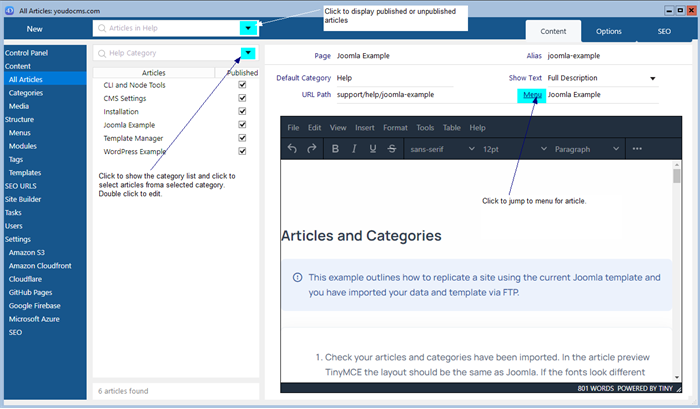 All Articles: youdocms.com
New
Articles in Help
Click to display published or unpublished
articles
Content
Options
SEO
Control Panel
Content
All Articles
Categories
Media
Structure
Menus
Modules
Tags
Templates
SEO URLS
Site Builder
Tasks
Users
Settings
Amazon S3
Amazon Cloudfront
Cloudflare
GitHub Pages
Google Firebase
Microsoft Azure
SEO
Help Category
Articles Published
CLI and Node Tools
CMS Settings
Installation
Joomla Example
Template Manager
WordPress Example
Click to show the category list and click to
select articles froma selected category.
Double click to edit.
6 articles found
Page Joomla Example Alias joomla-example
Default Category Help Show Text Full Description
URL Path support/help/joomla-example Menu Joomla Example
File Edit View Insert Format Tools Table Help
B I U S sans-serif 12pt Paragraph
Click to jump to menu for article.
Articles and Categories
This example outlines how to replicate a site using the current Joomla template and
you have imported your data and template via FTP.
1. Check your articles and categories have been imported. In the article preview
TinyMCE the layout should be the same as Joomla. If the fonts look different
801 WORDS POWERED BY TINY